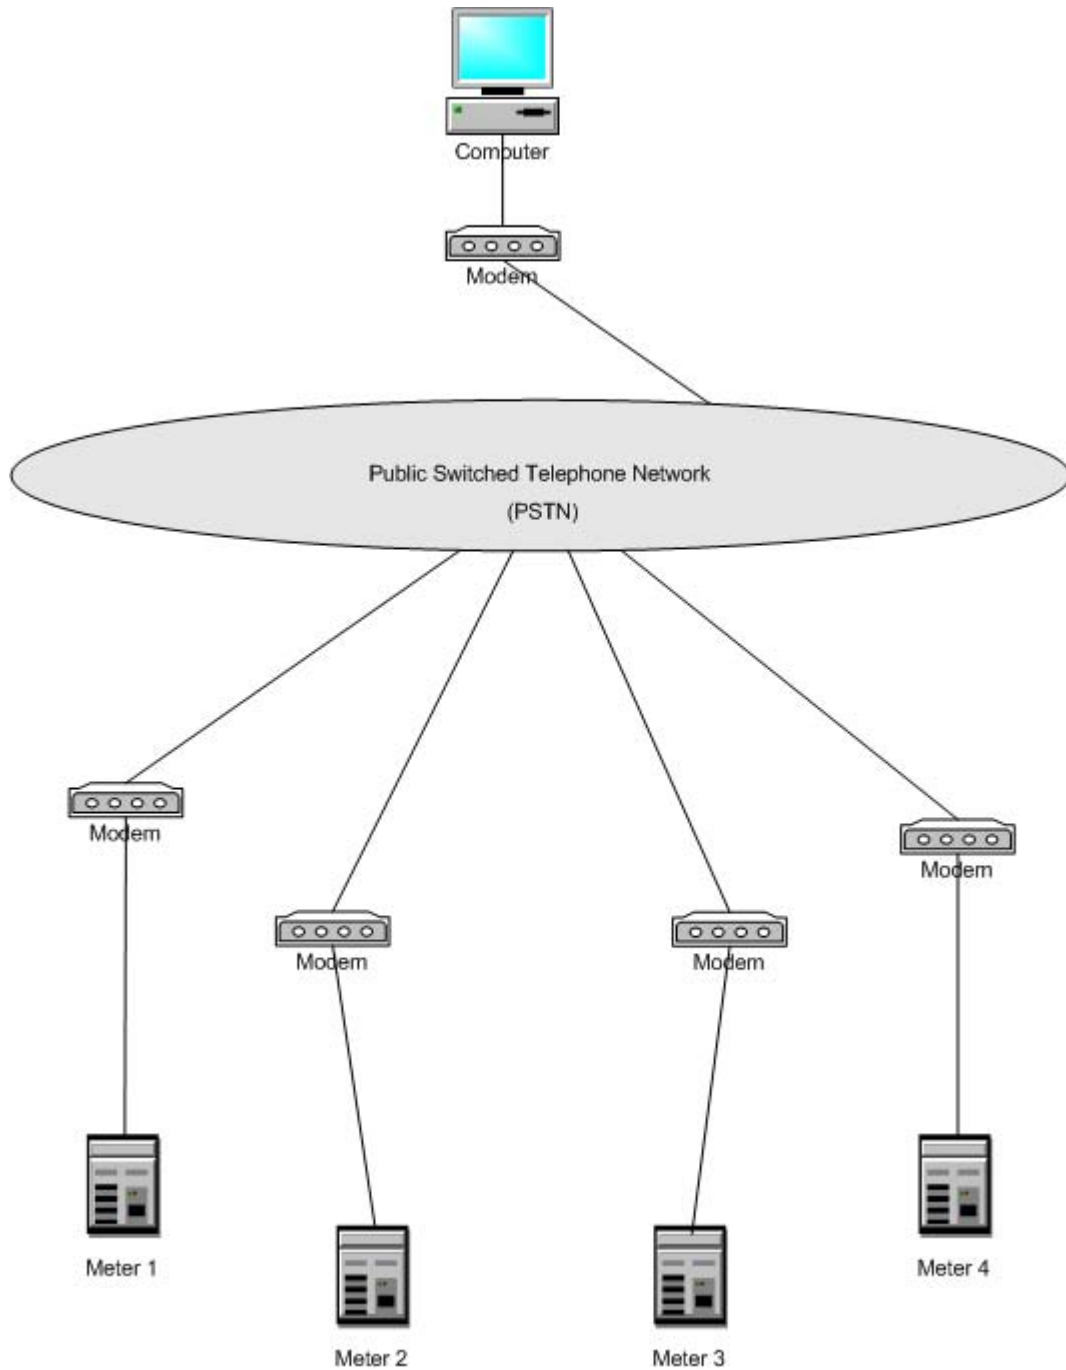 Computer
Modem
Public Switched Telephone Network
(PSTN)
Modem
Modem
Modem
Modem
Meter 1
Meter 2
Meter 3
Meter 4